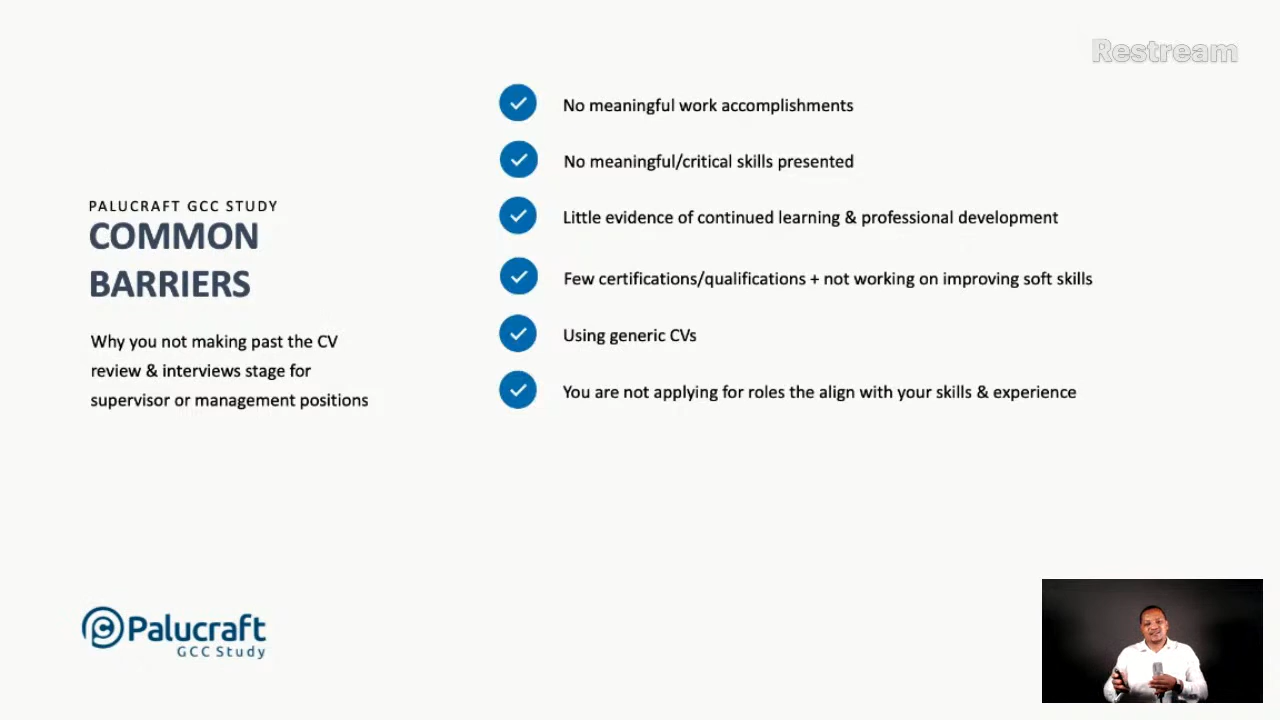 Restream
PALUCRAFT GCC STUDY
COMMON
BARRIERS
Why you not making past the CV
review & interviews stage for
supervisor or management positions
No meaningful work accomplishments
No meaningful/critical skills presented
Little evidence of continued learning & professional development
Few certifications/qualifications + not working on improving soft skills
Using generic CVs
You are not applying for roles the align with your skills & experience
Palucraft
GCC Study